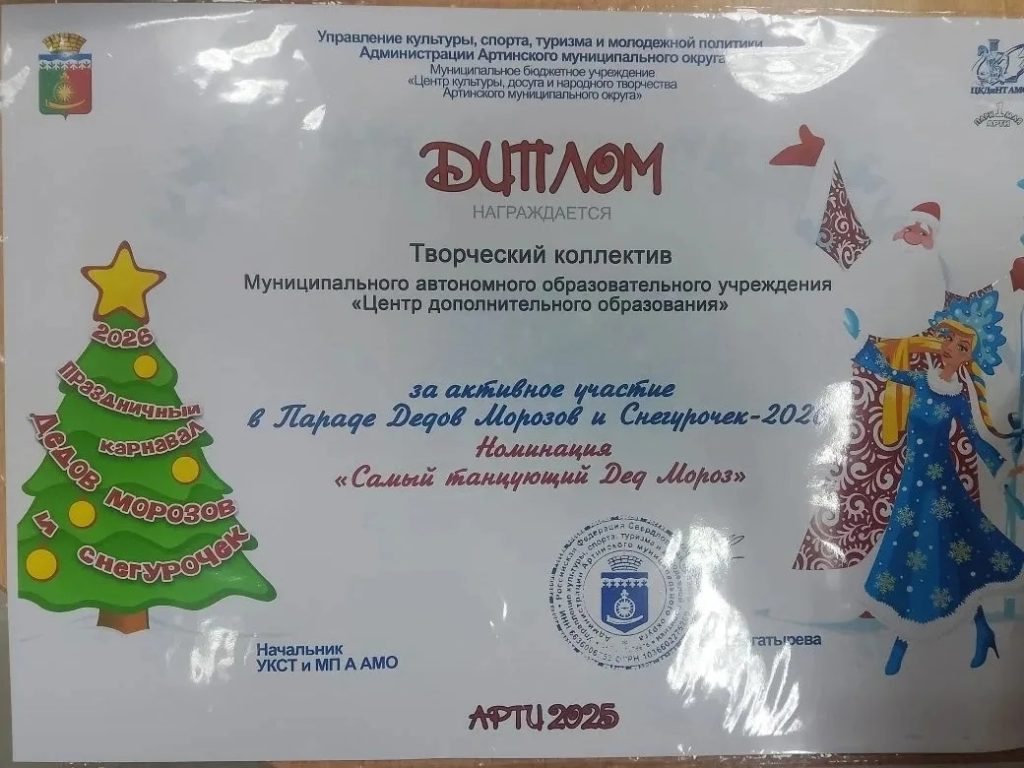 Управление культуры, спорта, туризма и молодежной политики
Администрации Артинского муниципального округа
Муниципальное бюджетное учреждение
«Центр культуры, досуга и народного творчества
Артинского муниципального округа»
ЦКДиНТ АМО
ДИПЛОМ
НАГРАЖДАЕТСЯ
Творческий коллектив
Муниципального автономного образовательного учреждения
«Центр дополнительного образования»
2026
Праздничный
карнавал
Дедов Морозов
и Снегурочек
за активное участие
в Параде Дедов Морозов и Снегурочек-2026
Номинация
«Самый танцующий Дед Мороз»
Начальник
УКСТ и МП А АМО
гатырева
АРТИ 2025